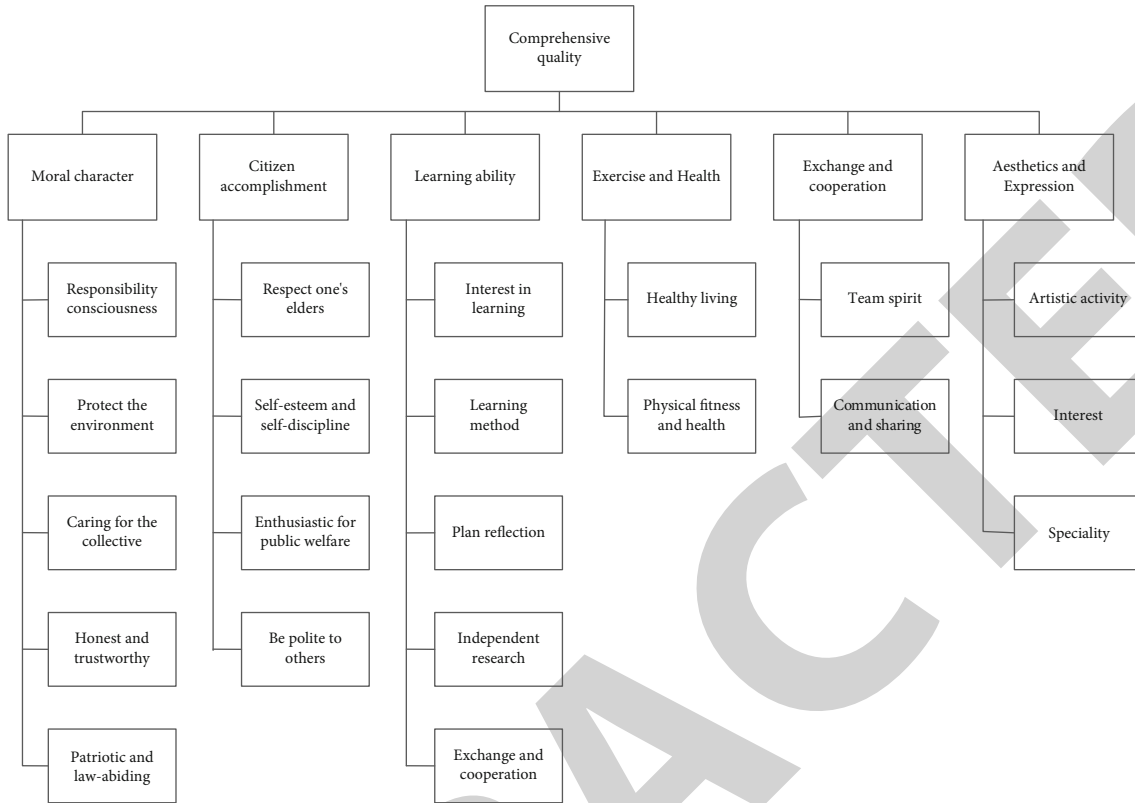 Comprehensive
quality
Moral character
Citizen
accomplishment
Learning ability
Exercise and Health
Exchange and
cooperation
Aesthetics and
Expression
Responsibility
consciousness
Protect the
environment
Caring for the
collective
Honest and
trustworthy
Patriotic and
law-abiding
Respect one's
elders
Self-esteem and
self-discipline
Enthusiastic for
public welfare
Be polite to
others
Interest in
learning
Learning
method
Plan reflection
Independent
research
Exchange and
cooperation
Healthy living
Physical fitness
and health
Team spirit
Communication
and sharing
Artistic activity
Interest
Speciality